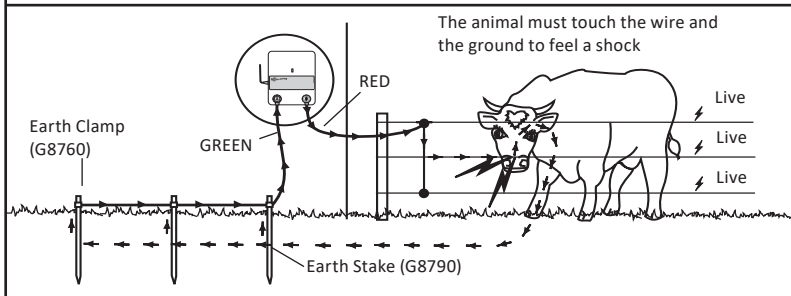 The animal must touch the wire and
the ground to feel a shock
RED
GREEN
Earth Clamp
(G8760)
Live
Live
Live
Earth Stake (G8790)